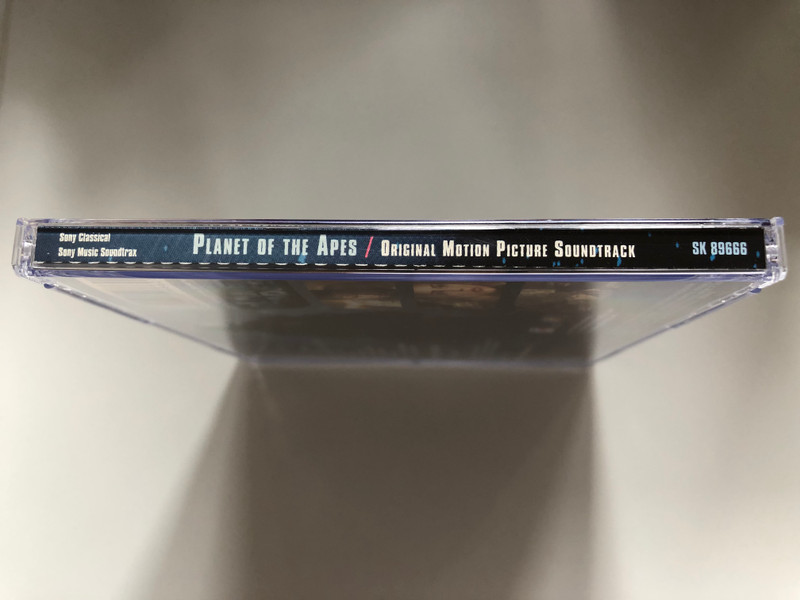 Sony Classical
Sony Music Soundtrax
PLANET OF THE APES / ORIGINAL MOTION PICTURE SOUNDTRACK
SK 89666